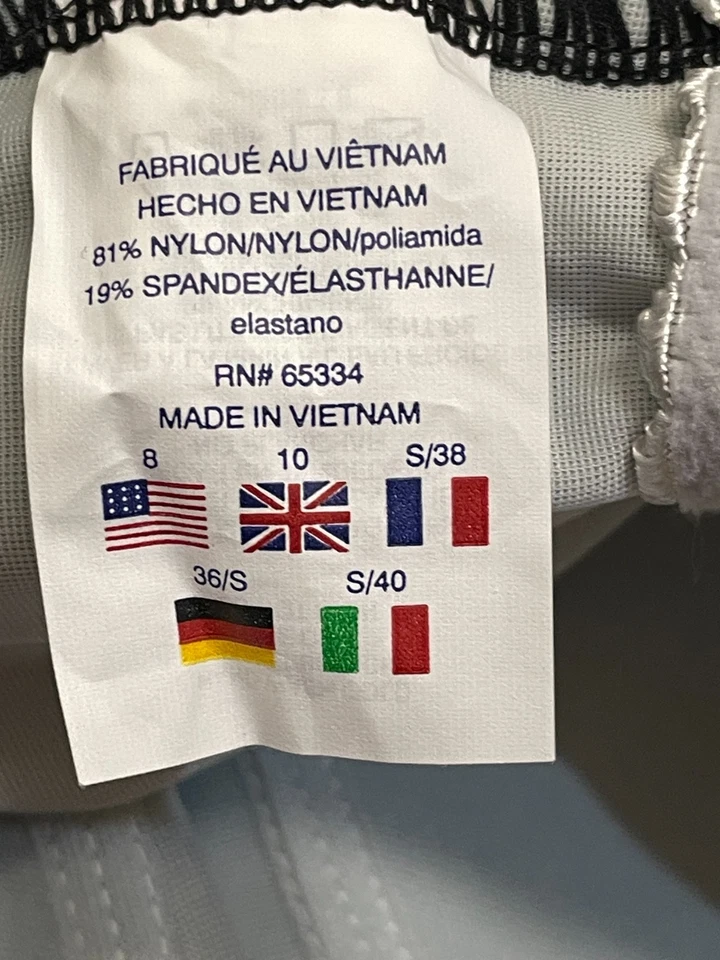 FABRIQUÉ AU VIÊTNAM
HECHO EN VIETNAM
81% NYLON/NYLON/poliamida
19% SPANDEX/ÉLASTHANNE/
elastano
RN# 65334
MADE IN VIETNAM
8 10 S/38
36/S S/40